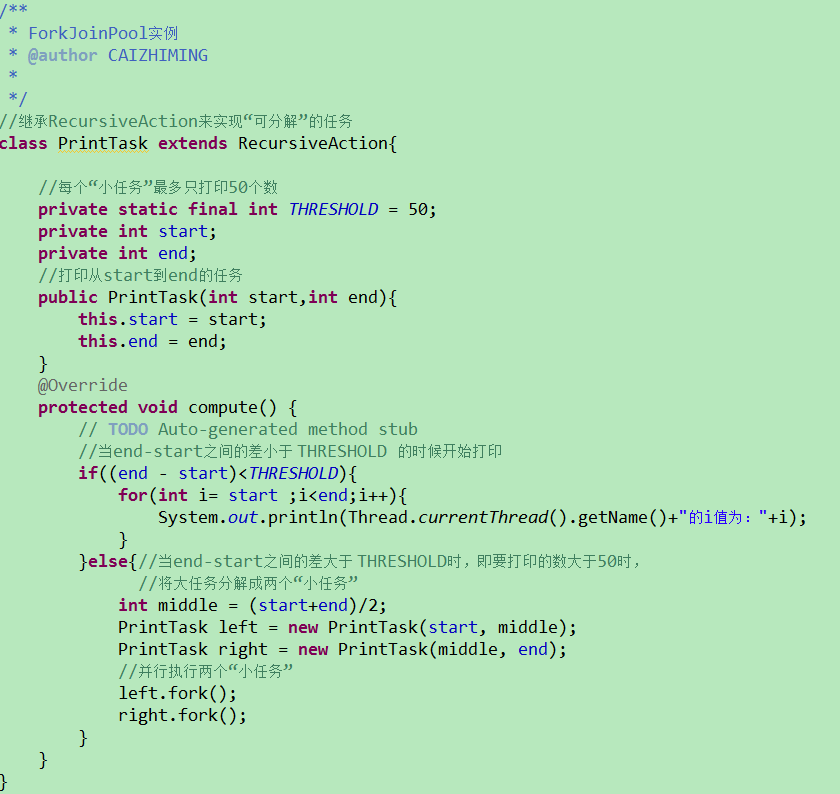 /**
 * ForkJoinPool实例
 * @author CAIZHIMING
 *
 */
//继承RecursiveAction来实现“可分解”的任务
class PrintTask extends RecursiveAction{

    //每个“小任务”最多只打印50个数
    private static final int THRESHOLD = 50;
    private int start;
    private int end;
    //打印从start到end的任务
    public PrintTask(int start,int end){
        this.start = start;
        this.end = end;
    }
    @Override
    protected void compute() {
        // TODO Auto-generated method stub
        //当end-start之间的差小于 THRESHOLD 的时候开始打印
        if((end - start)<THRESHOLD){
            for(int i= start ;i<end;i++){
                System.out.println(Thread.currentThread().getName()+"的i值为："+i);
            }
        }else{//当end-start之间的差大于 THRESHOLD时，即要打印的数大于50时，
              //将大任务分解成两个“小任务”
            int middle = (start+end)/2;
            PrintTask left = new PrintTask(start, middle);
            PrintTask right = new PrintTask(middle, end);
            //并行执行两个“小任务”
            left.fork();
            right.fork();
        }
    }
}